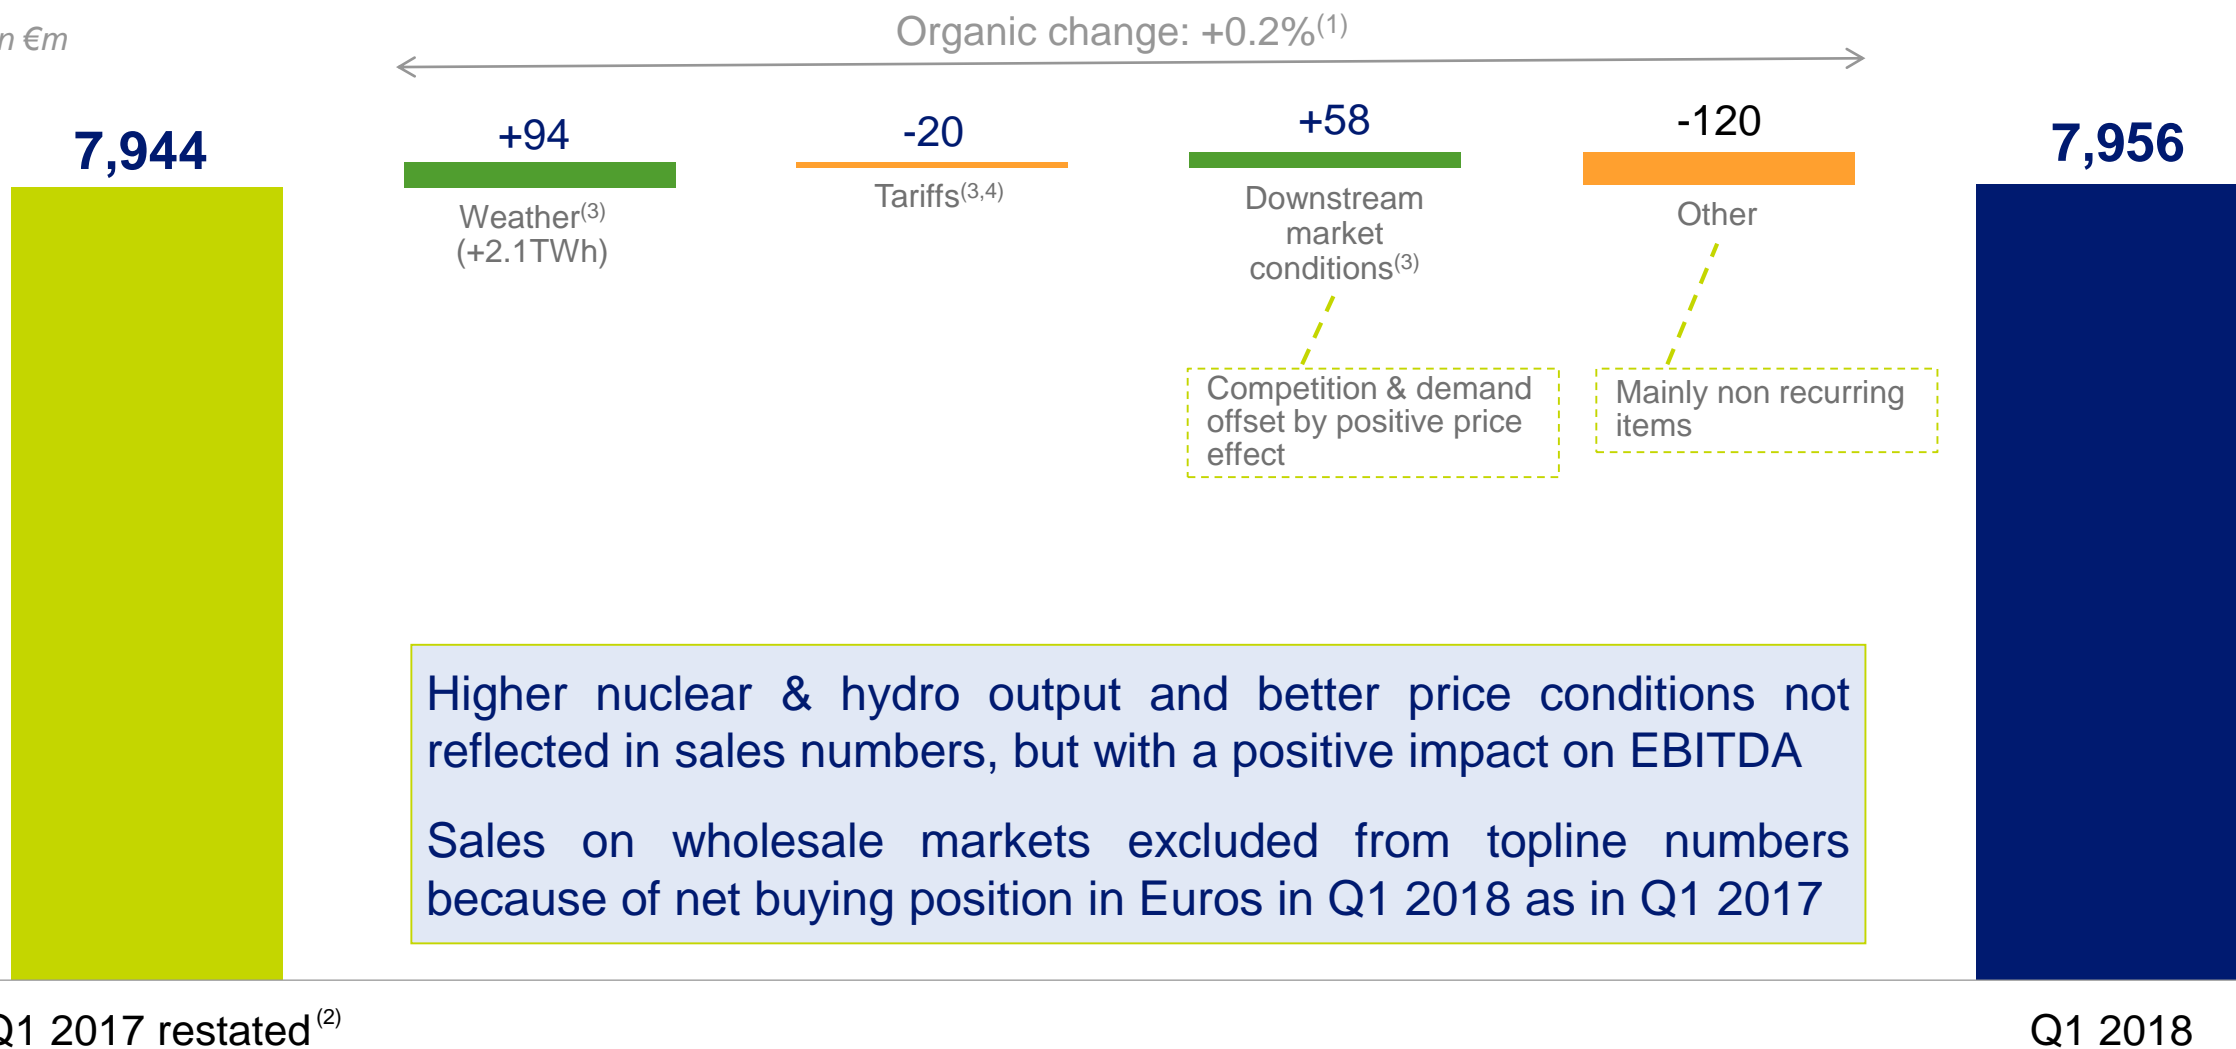 n €m
Organic change: +0.2%(1)
7,944
+94
-20
+58
-120
7,956
Weather(3)
(+2.1TWh)
Tariffs(3,4)
Downstream
market
conditions(3)
Other
Competition & demand
offset by positive price
effect
Mainly non recurring
items
Higher nuclear & hydro output and better price conditions not
reflected in sales numbers, but with a positive impact on EBITDA
Sales on wholesale markets excluded from topline numbers
because of net buying position in Euros in Q1 2018 as in Q1 2017
Q1 2017 restated(2)
Q1 2018